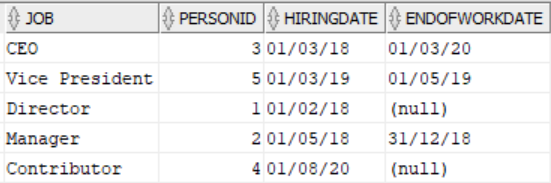 JOB PERSONID HIRINGDATE ENDOFWORKDATE
CEO 3 01/03/18 01/03/20
Vice President 5 01/03/19 01/05/19
Director 1 01/02/18 (null)
Manager 2 01/05/18 31/12/18
Contributor 4 01/08/20 (null)